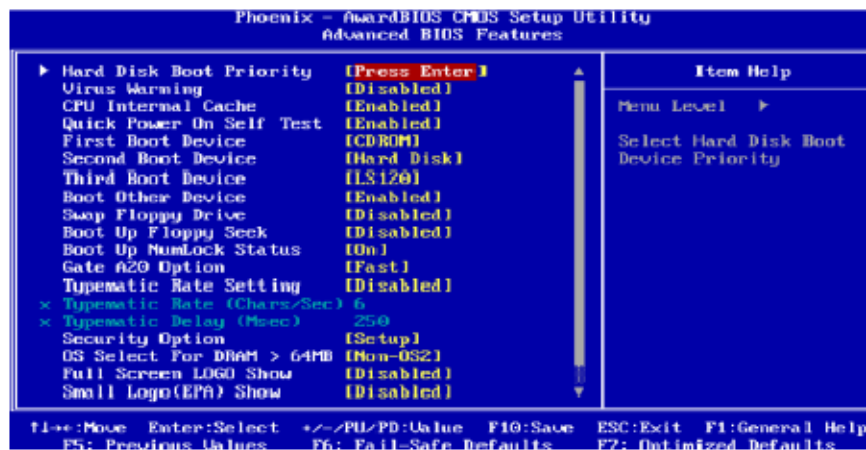 Phoenix - AwardBIOS CMOS Setup Utility
Advanced BIOS Features
Hard Disk Boot Priority [Press Enter]
Virus Warning [Disabled]
CPU Internal Cache [Enabled]
Quick Power On Self Test [Enabled]
First Boot Device [CDROM]
Second Boot Device [Hard Disk]
Third Boot Device [LS120]
Boot Other Device [Enabled]
Swap Floppy Drive [Disabled]
Boot Up Floppy Seek [Disabled]
Boot Up NumLock Status [On]
Gate A20 Option [Fast]
Typematic Rate Setting [Disabled]
x Typematic Rate (Chars/Sec) 6
x Typematic Delay (Msec) 250
Security Option [Setup]
OS Select For DRAM > 64MB [Non-OS2]
Full Screen LOGO Show [Disabled]
Small Logo(EPA) Show [Disabled]
Item Help
Menu Level
Select Hard Disk Boot
Device Priority
↑↓→←:Move Enter:Select +/-/PU/PD:Value F10:Save ESC:Exit F1:General Help
F5: Previous Values F6: Fail-Safe Defaults F7: Optimized Defaults